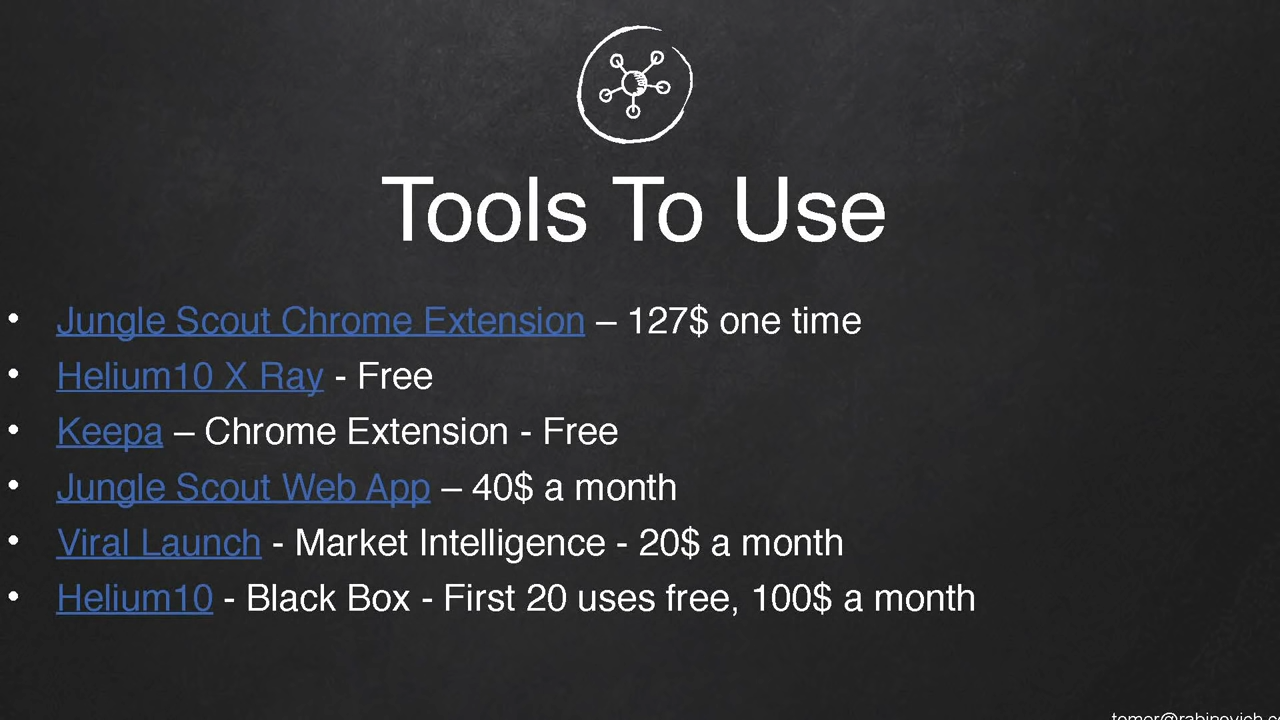 Tools To Use
• Jungle Scout Chrome Extension – 127$ one time
• Helium10 X Ray - Free
• Keepa – Chrome Extension - Free
• Jungle Scout Web App – 40$ a month
• Viral Launch - Market Intelligence - 20$ a month
• Helium10 - Black Box - First 20 uses free, 100$ a month